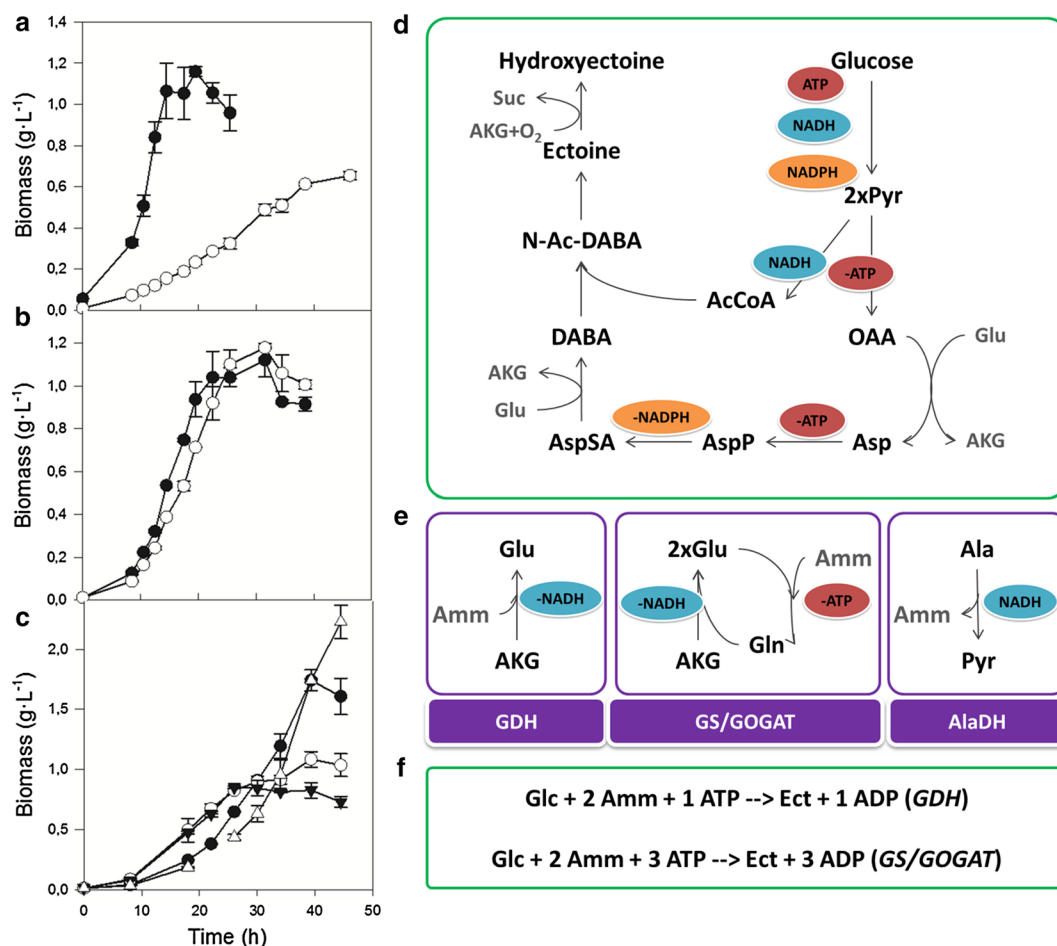 a
1,4
1,2
1,0
0,8
0,6
0,4
0,2
0,0
Biomass (g·L-1)
b
1,2
1,0
0,8
0,6
0,4
0,2
0,0
Biomass (g·L-1)
c
2,0
1,5
1,0
0,5
0,0
Biomass (g·L-1)
0 10 20 30 40 50
Time (h)
d
Hydroxyectoine
Suc
AKG+O2
Ectoine
N-Ac-DABA
DABA
AKG
Glu
AspSA
-NADPH
AspP
-ATP
Asp
Glucose
ATP
NADH
NADPH
2xPyr
NADH
-ATP
AcCoA
OAA
Glu
AKG
e
Glu
-NADH
Amm
AKG
GDH
2xGlu
Amm
-NADH
-ATP
Gln
AKG
GS/GOGAT
Ala
NADH
Amm
Pyr
AlaDH
f
Glc + 2 Amm + 1 ATP --> Ect + 1 ADP (GDH)
Glc + 2 Amm + 3 ATP --> Ect + 3 ADP (GS/GOGAT)